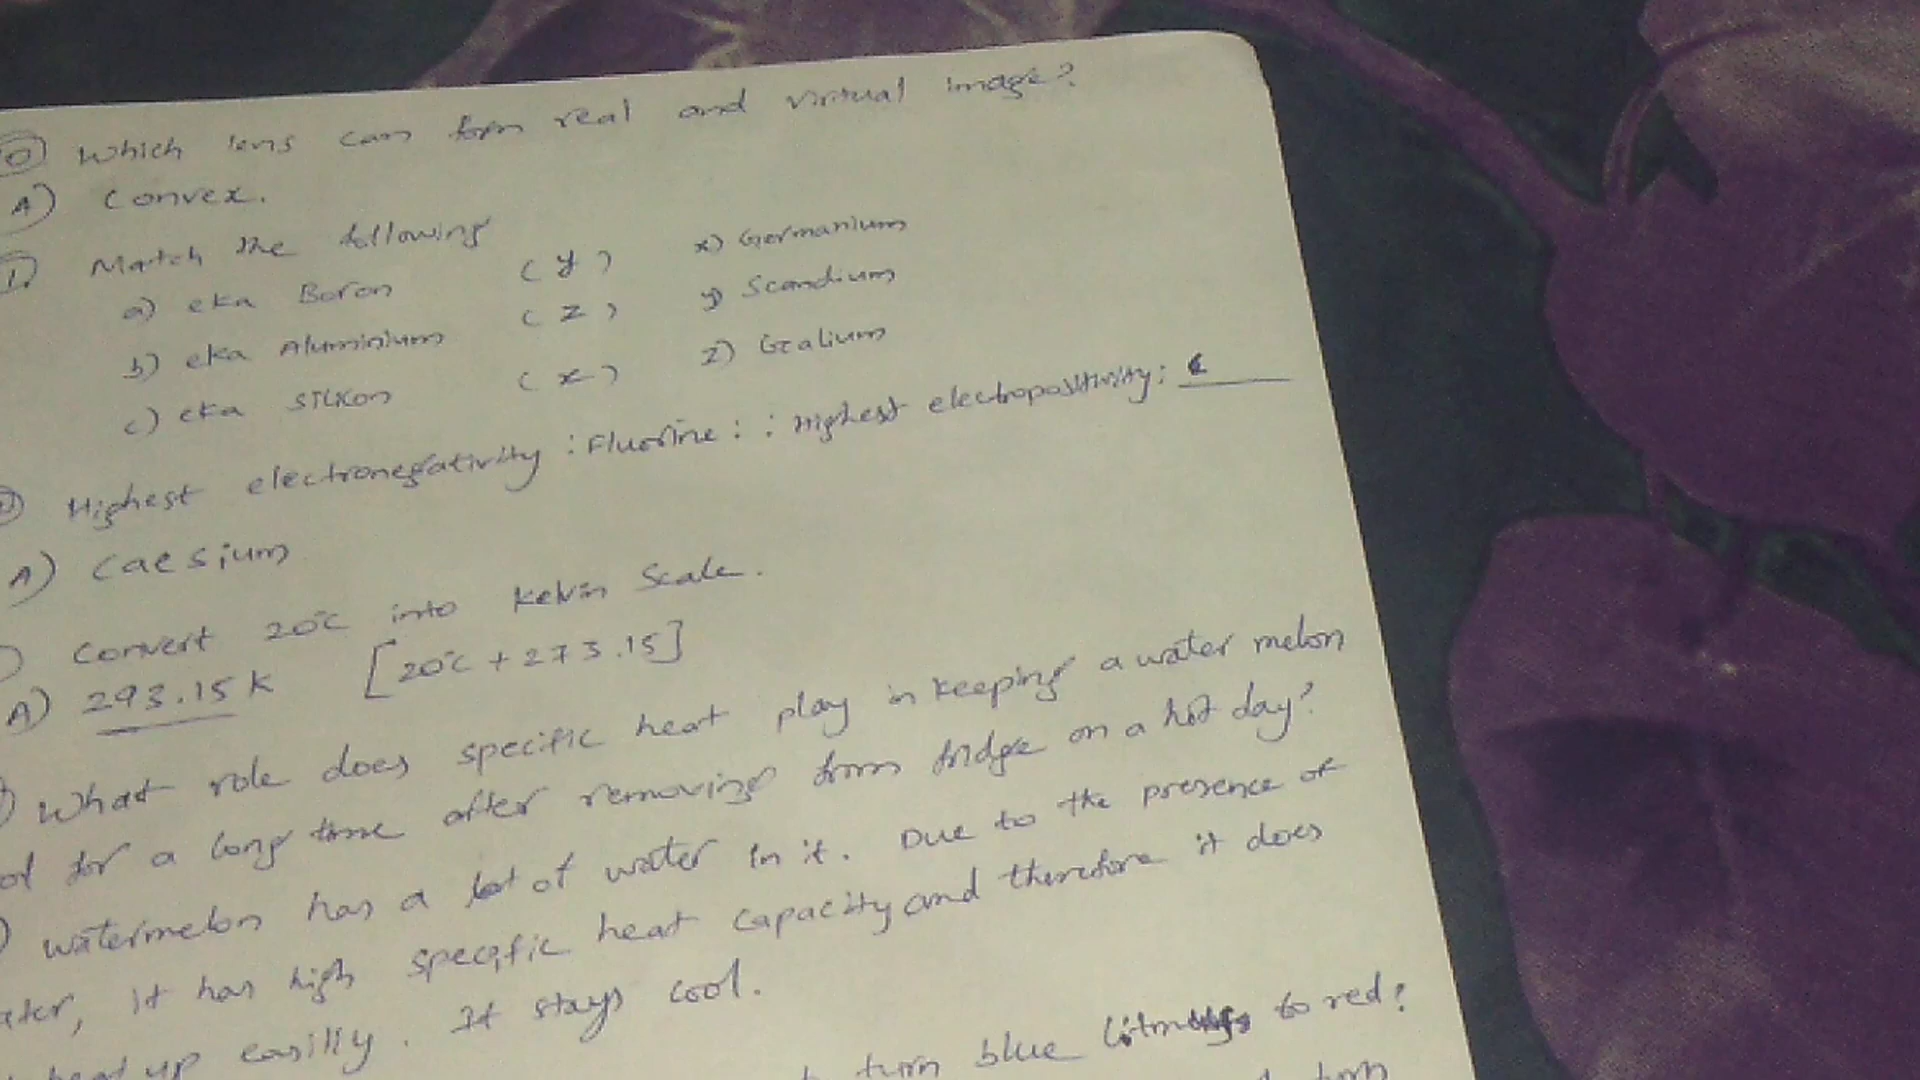 Which lens can form real and virtual image?
A) Convex.
1) Match the following
a) eka Boron (y) x) Germanium
b) eka Aluminium (z) y) Scandium
c) eka Silicon (x) z) Galium
Highest electronegativity : Fluorine : : Highest electropositivity :
A) Caesium
Convert 20°C into Kelvin Scale.
A) 293.15 K [20°C + 273.15]
What role does specific heat play in keeping a water melon
for a long time after removing from fridge on a hot day?
watermelon has a lot of water in it. Due to the presence of
it has high specific heat capacity and therefore it does
up easilly. It stays cool.
turn blue to red?
turn